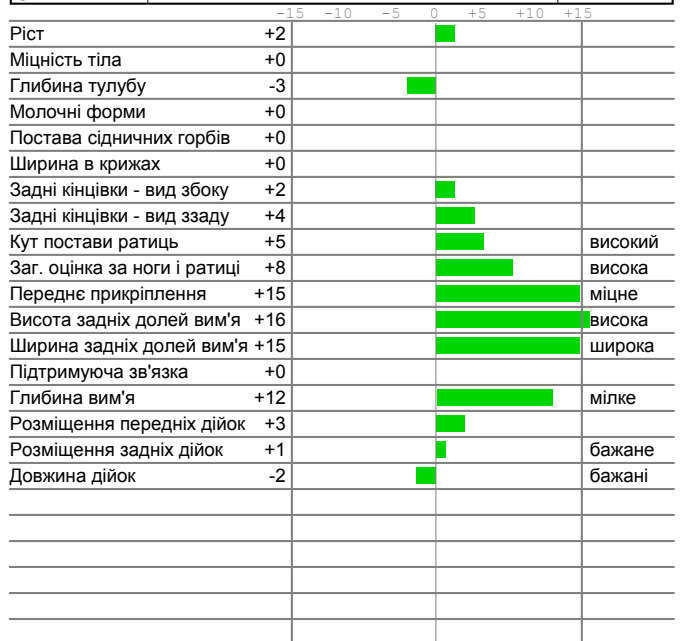 -15 -10 -5 0 +5 +10 +15
Ріст +2
Міцність тіла +0
Глибина тулубу -3
Молочні форми +0
Постава сідничних горбів +0
Ширина в крижах +0
Задні кінцівки - вид збоку +2
Задні кінцівки - вид ззаду +4
Кут постави ратиць +5 високий
Заг. оцінка за ноги і ратиці +8 висока
Переднє прикріплення +15 міцне
Висота задніх долей вим'я +16 висока
Ширина задніх долей вим'я +15 широка
Підтримуюча зв'язка +0
Глибина вим'я +12 мілке
Розміщення передніх дійок +3
Розміщення задніх дійок +1 бажане
Довжина дійок -2 бажані